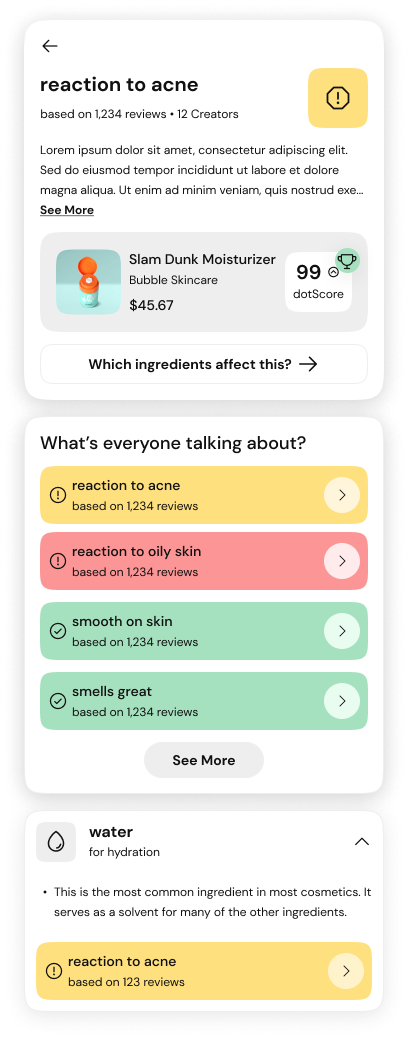 reaction to acne
based on 1,234 reviews • 12 Creators
Lorem ipsum dolor sit amet, consectetur adipiscing elit.
Sed do eiusmod tempor incididunt ut labore et dolore
magna aliqua. Ut enim ad minim veniam, quis nostrud exe...
See More
Slam Dunk Moisturizer
Bubble Skincare
$45.67
99
dotScore
Which ingredients affect this?
What’s everyone talking about?
reaction to acne
based on 1,234 reviews
reaction to oily skin
based on 1,234 reviews
smooth on skin
based on 1,234 reviews
smells great
based on 1,234 reviews
See More
water
for hydration
• This is the most common ingredient in most cosmetics. It
serves as a solvent for many of the other ingredients.
reaction to acne
based on 123 reviews